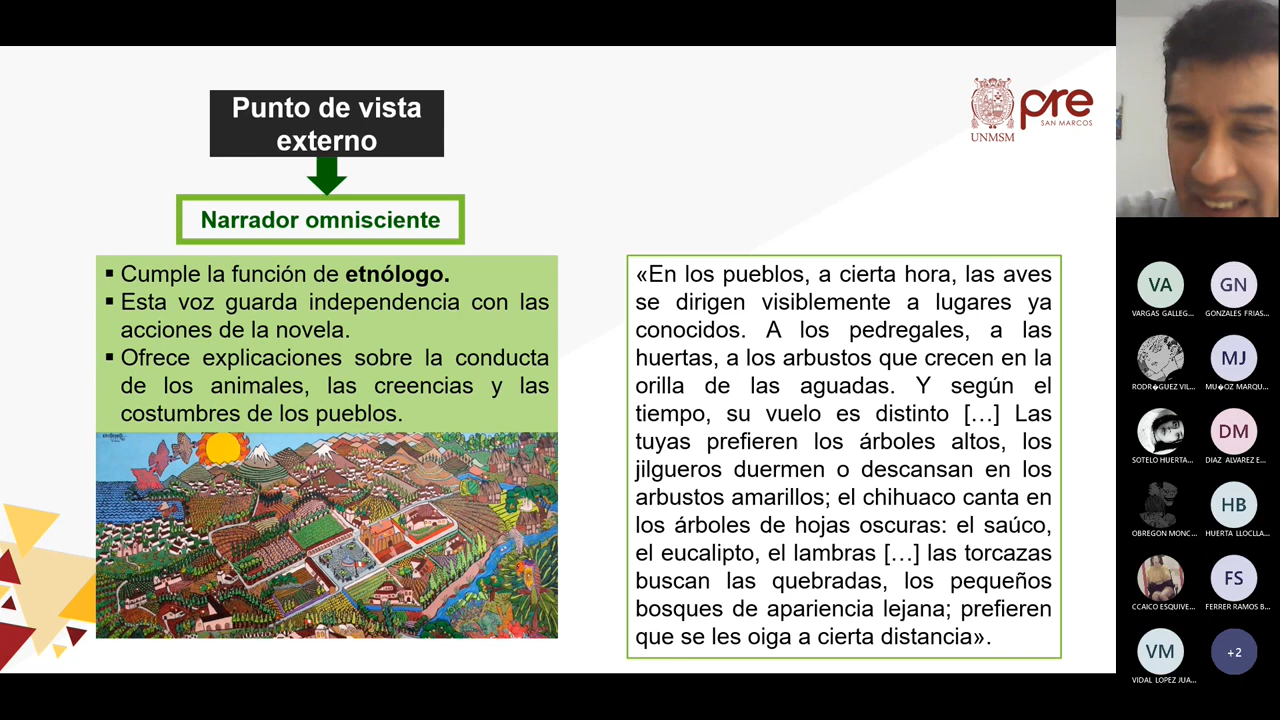 Punto de vista
externo
Narrador omnisciente
▪ Cumple la función de etnólogo.
▪ Esta voz guarda independencia con las
acciones de la novela.
▪ Ofrece explicaciones sobre la conducta
de los animales, las creencias y las
costumbres de los pueblos.
UNMSM
pre
SAN MARCOS
«En los pueblos, a cierta hora, las aves
se dirigen visiblemente a lugares ya
conocidos. A los pedregales, a las
huertas, a los arbustos que crecen en la
orilla de las aguadas. Y según el
tiempo, su vuelo es distinto […] Las
tuyas prefieren los árboles altos, los
jilgueros duermen o descansan en los
arbustos amarillos; el chihuaco canta en
los árboles de hojas oscuras: el saúco,
el eucalipto, el lambras […] las torcazas
buscan las quebradas, los pequeños
bosques de apariencia lejana; prefieren
que se les oiga a cierta distancia».
VA
GN
VARGAS GALLEG...
GONZALES FRIAS...
MJ
RODR�GUEZ VIL...
MU�OZ MARQU...
DM
SOTELO HUERTA...
DIAZ ALVAREZ E...
HB
OBREGON MONC...
HUERTA LLOCLLA...
FS
CCAICO ESQUIVE...
FERRER RAMOS B...
VM
+2
VIDAL LOPEZ JUA...